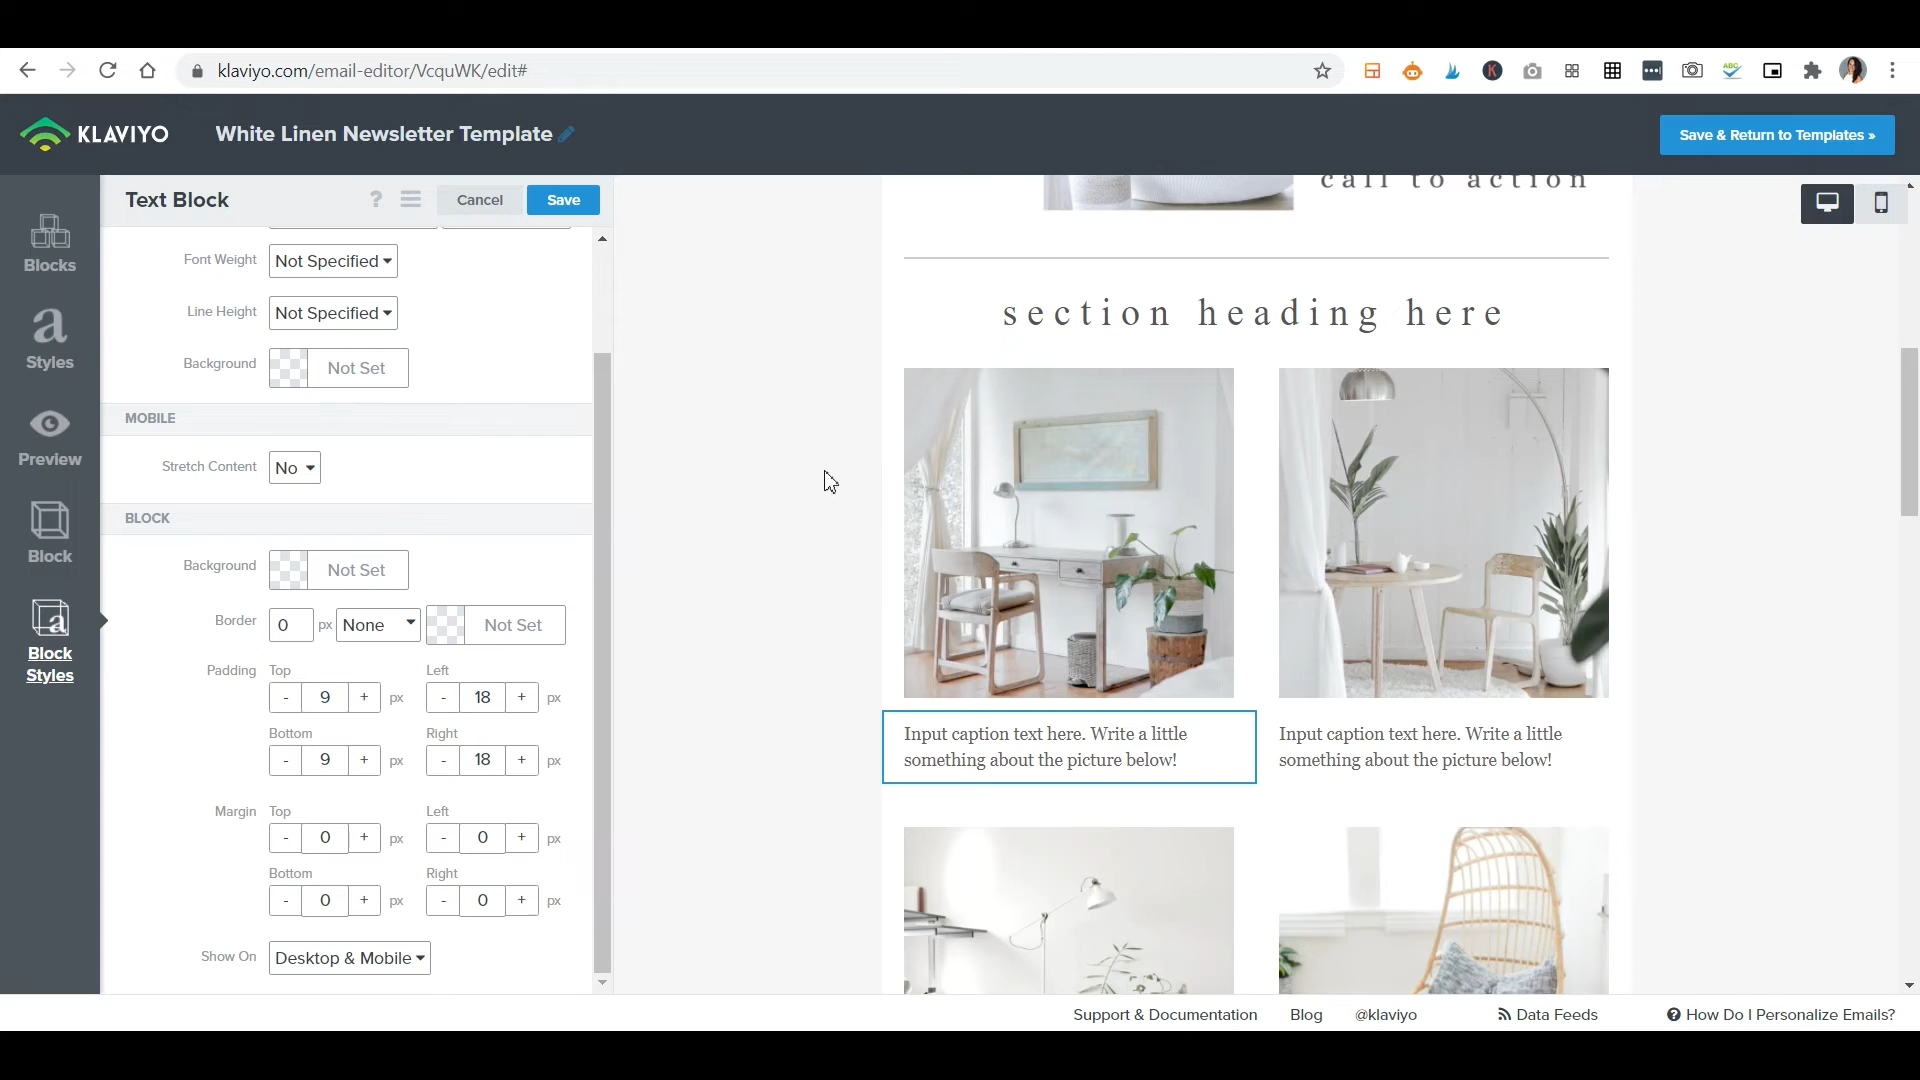 klaviyo.com/email-editor/VcquWK/edit#
K
ABC
KLAVIYO
White Linen Newsletter Template
Save & Return to Templates »
Text Block
?
Cancel
Save
Blocks
a
Styles
Preview
Block
a
Block
Styles
Font Weight
Not Specified
Line Height
Not Specified
Background
Not Set
MOBILE
Stretch Content
No
BLOCK
Background
Not Set
Border
0
px
None
Not Set
Padding
Top
Left
- 9 + px
- 18 + px
Bottom
Right
- 9 + px
- 18 + px
Margin
Top
Left
- 0 + px
- 0 + px
Bottom
Right
- 0 + px
- 0 + px
Show On
Desktop & Mobile
call to action
section heading here
Input caption text here. Write a little
something about the picture below!
Input caption text here. Write a little
something about the picture below!
Support & Documentation
Blog
@klaviyo
Data Feeds
? How Do I Personalize Emails?